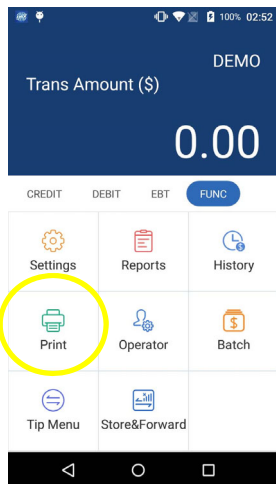 100% 02:52
DEMO
Trans Amount ($)
0.00
CREDIT DEBIT EBT FUNC
Settings Reports History
Print Operator Batch
Tip Menu Store&Forward